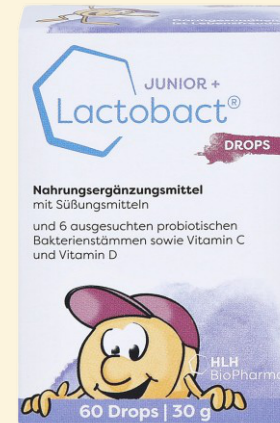 JUNIOR +
Lactobact®
DROPS
Nahrungsergänzungsmittel
mit Süßungsmitteln
und 6 ausgesuchten probiotischen
Bakterienstämmen sowie Vitamin C
und Vitamin D
HLH
BioPharma
60 Drops | 30 g